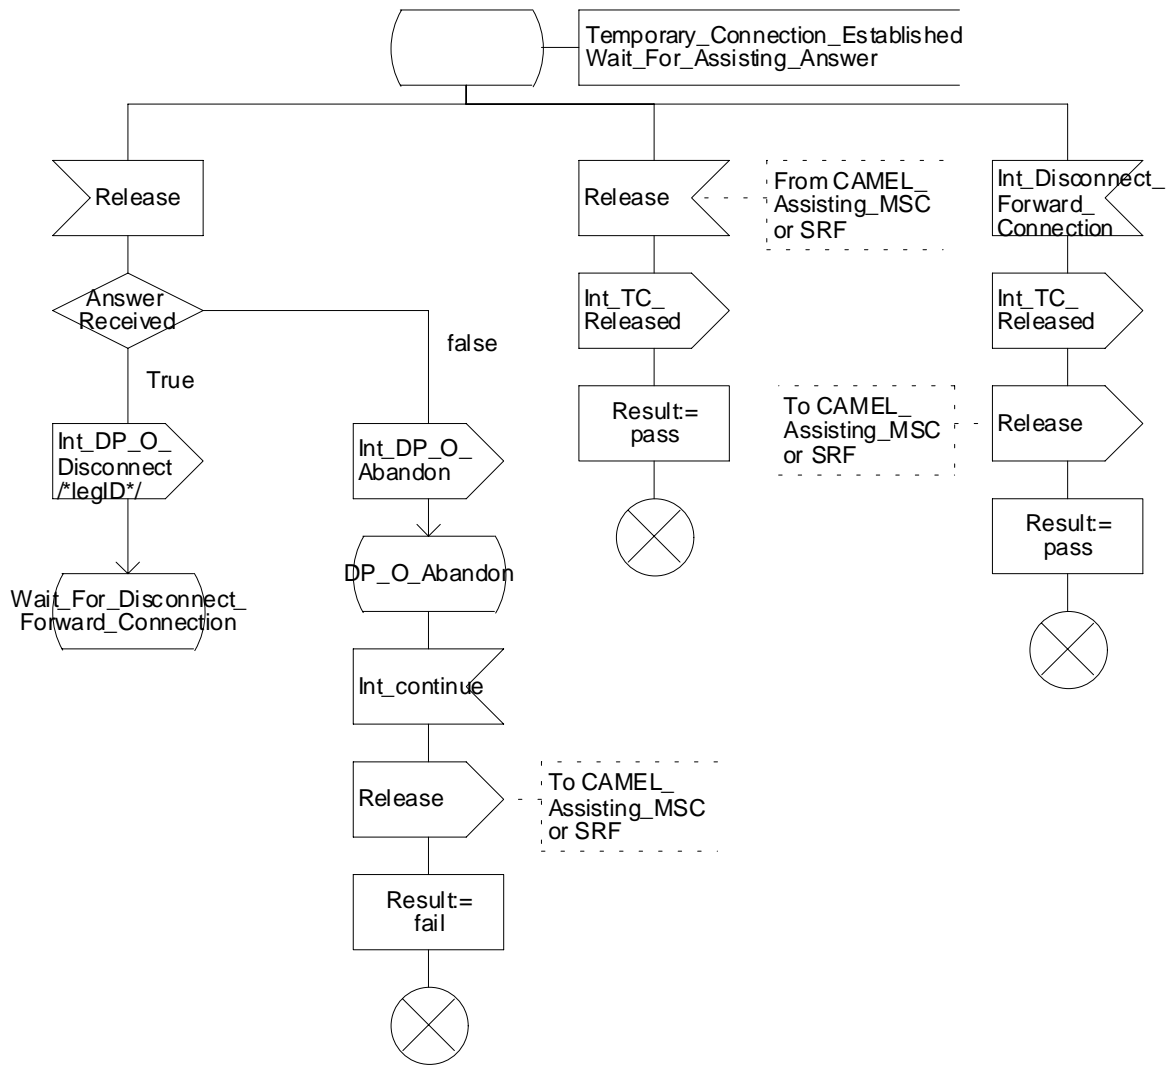 Temporary_Connection_Established
Wait_For_Assisting_Answer
Release
Answer
Received
false
True
Int_DP_O_
Disconnect
/*legID*/
Wait_For_Disconnect_
Forward_Connection
Int_DP_O_
Abandon
DP_O_Abandon
Int_continue
Release
To CAMEL_
Assisting_MSC
or SRF
Result:=
fail
Release
From CAMEL_
Assisting_MSC
or SRF
Int_TC_
Released
Result:=
pass
Int_Disconnect_
Forward_
Connection
Int_TC_
Released
Release
To CAMEL_
Assisting_MSC
or SRF
Result:=
pass